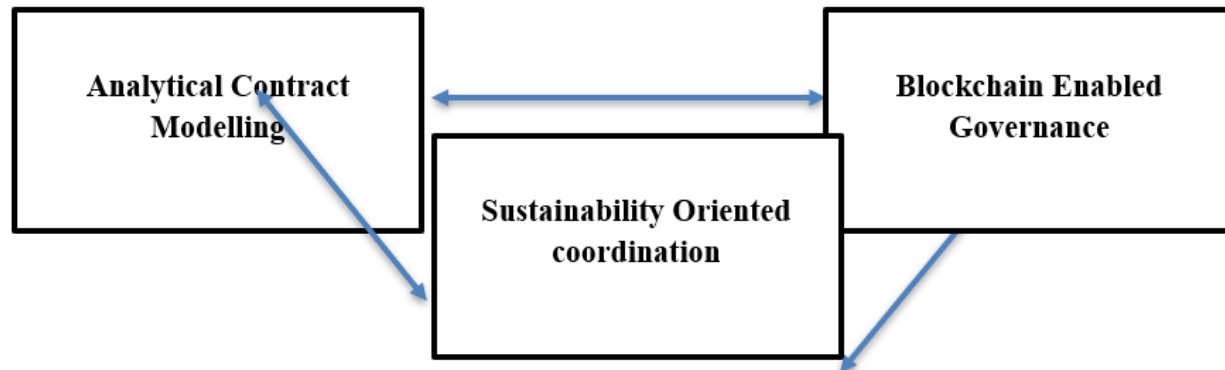 Analytical Contract
Modelling
Blockchain Enabled
Governance
Sustainability Oriented
coordination